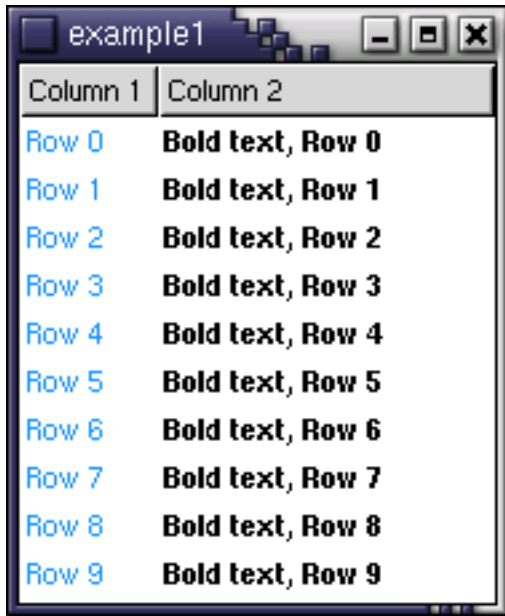 example1
Column 1 Column 2
Row 0 Bold text, Row 0
Row 1 Bold text, Row 1
Row 2 Bold text, Row 2
Row 3 Bold text, Row 3
Row 4 Bold text, Row 4
Row 5 Bold text, Row 5
Row 6 Bold text, Row 6
Row 7 Bold text, Row 7
Row 8 Bold text, Row 8
Row 9 Bold text, Row 9